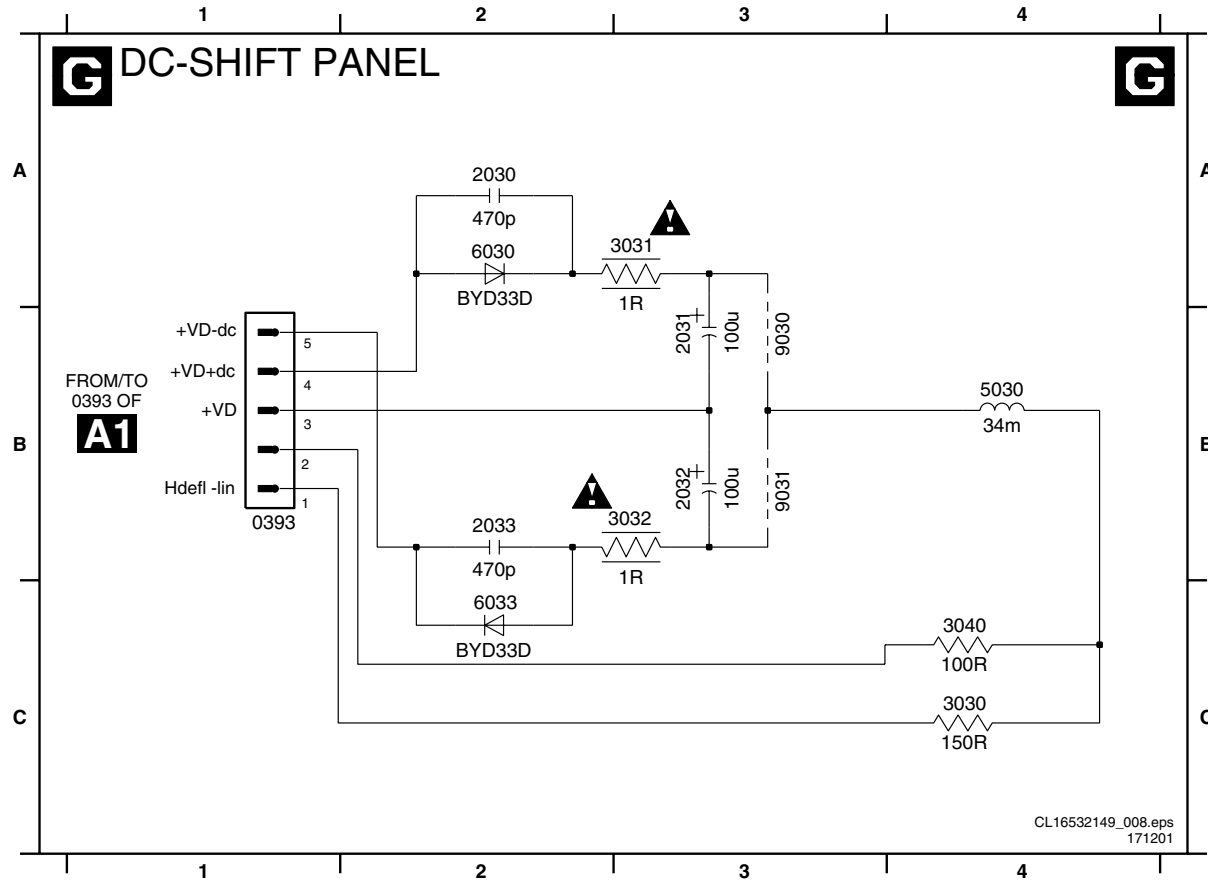 1 2 3 4
G DC-SHIFT PANEL G
A A
2030
470p
6030
BYD33D
3031
1R
2031
100u
9030
+VD-dc 5
+VD+dc 4
+VD 3
2
Hdefl -lin 1
0393
FROM/TO
0393 OF
A1
B B
5030
34m
2032
100u
9031
2033
470p
3032
1R
6033
BYD33D
3040
100R
C C
3030
150R
CL16532149_008.eps
171201
1 2 3 4